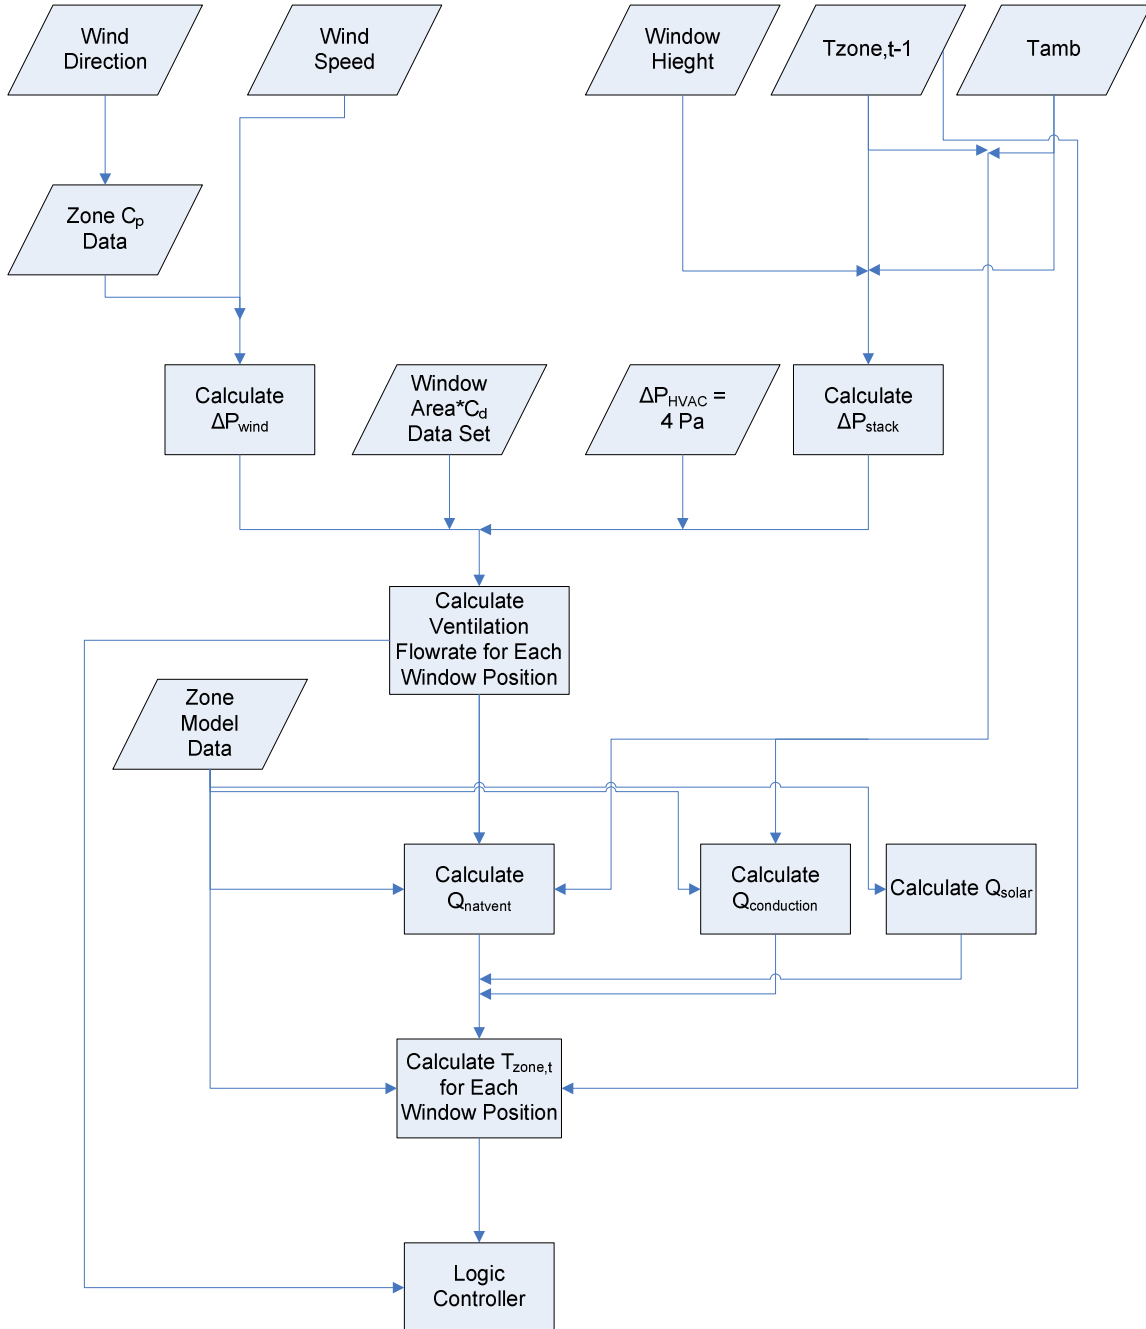 Wind
Direction
Wind
Speed
Window
Hieght
Tzone,t-1
Tamb
Zone Cp
Data
Calculate
ΔPwind
Window
Area*Cd
Data Set
ΔPHVAC =
4 Pa
Calculate
ΔPstack
Calculate
Ventilation
Flowrate for Each
Window Position
Zone
Model
Data
Calculate
Qnatvent
Calculate
Qconduction
Calculate Qsolar
Calculate Tzone,t
for Each
Window Position
Logic
Controller